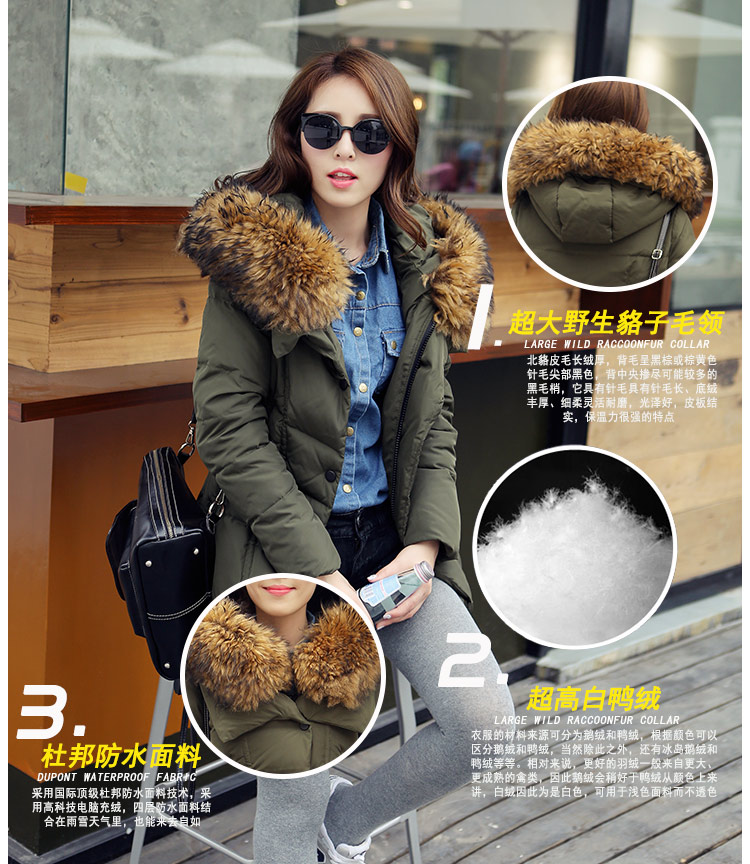 1.
超大野生貉子毛领
LARGE WILD RACCOONFUR COLLAR
北貉皮毛长绒厚，背毛呈黑棕或棕黄色
针毛尖部黑色，背中央掺尽可能较多的
黑毛梢，它具有针毛具有针毛长、底绒
丰厚、细柔灵活耐磨，光泽好，皮板结
实，保温力很强的特点
2.
超高白鸭绒
LARGE WILD RACCOONFUR COLLAR
衣服的材料来源可分为鹅绒和鸭绒，根据颜色可以
区分鹅绒和鸭绒，当然除此之外，还有冰岛鹅绒和
鸭绒等等。相对来说，更好的羽绒一般来自更大、
更成熟的禽类，因此鹅绒会稍好于鸭绒从颜色上来
讲，白绒因此为是白色，可用于浅色面料而不透色
3.
杜邦防水面料
DUPONT WATERPROOF FABRIC
采用国际顶级杜邦防水面料技术，采
用高科技电脑充绒，四层防水面料结
合在雨雪天气里，也能来去自如